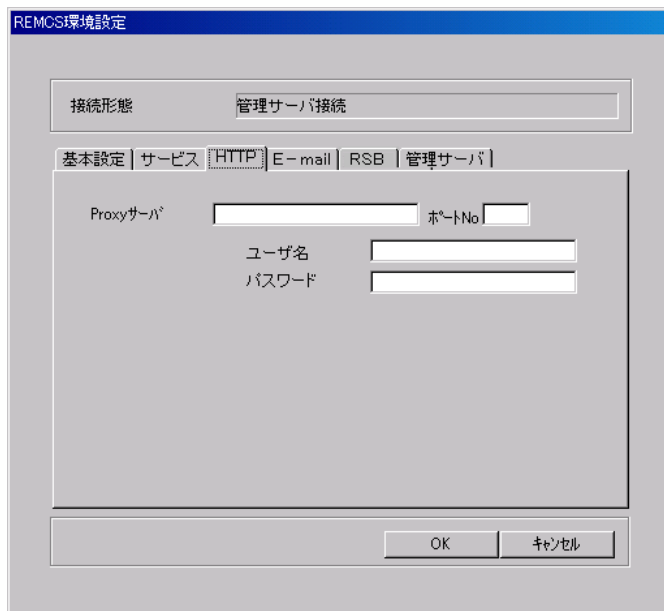 REMCS環境設定
接続形態 管理サーバ接続
基本設定 サービス HTTP E-mail RSB 管理サーバ
Proxyサーバ ポートNo
ユーザ名
パスワード
OK キャンセル